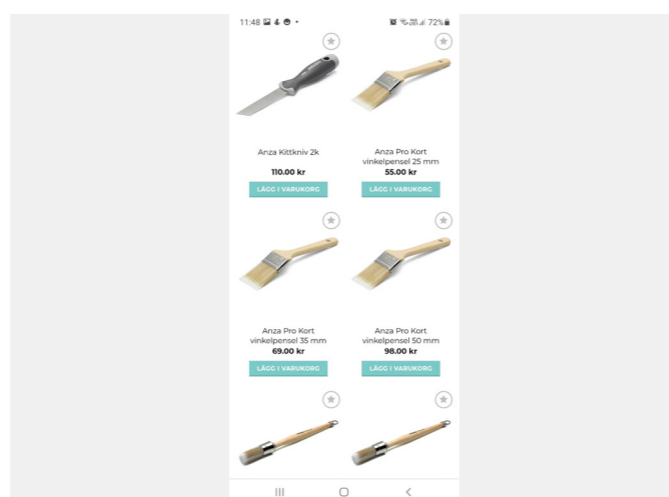 11:48
72%
Anza Kittkniv 2k
110.00 kr
LÄGG I VARUKORG
Anza Pro Kort
vinkelpensel 25 mm
55.00 kr
LÄGG I VARUKORG
Anza Pro Kort
vinkelpensel 35 mm
69.00 kr
LÄGG I VARUKORG
Anza Pro Kort
vinkelpensel 50 mm
98.00 kr
LÄGG I VARUKORG